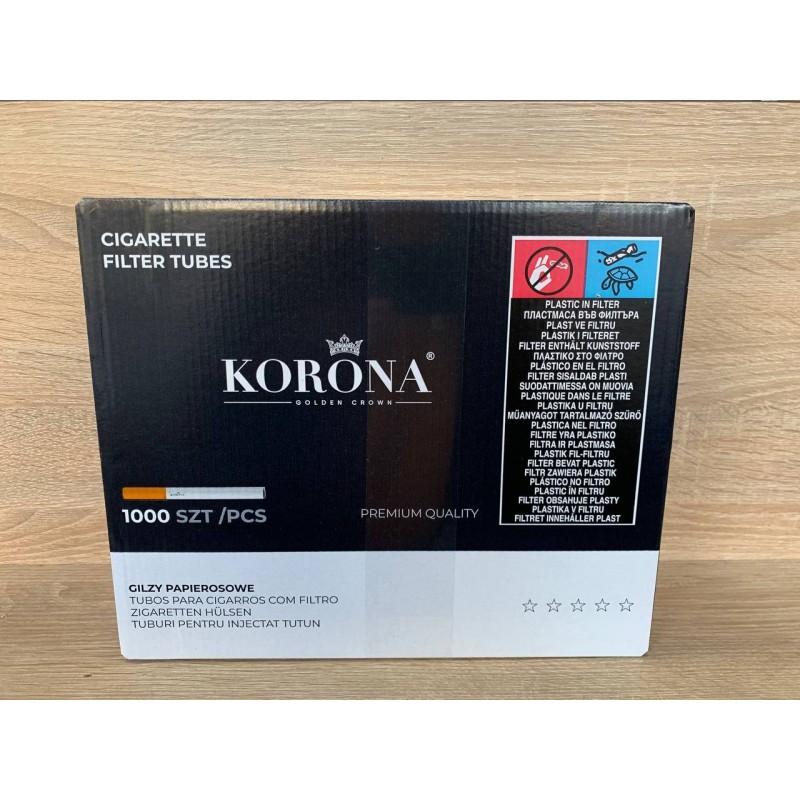 CIGARETTE
FILTER TUBES
KORONA®
GOLDEN CROWN
1000 SZT /PCS
PREMIUM QUALITY
PLASTIC IN FILTER
ПЛАСТМАСА ВЪВ ФИЛТЪРА
PLAST VE FILTRU
PLASTIK I FILTERET
FILTER ENTHÄLT KUNSTSTOFF
ΠΛΑΣΤΙΚΟ ΣΤΟ ΦΙΛΤΡΟ
PLÁSTICO EN EL FILTRO
FILTER SISALDAB PLASTI
SUODATTIMESSA ON MUOVIA
PLASTIQUE DANS LE FILTRE
PLASTIKA U FILTRU
MŰANYAGOT TARTALMAZÓ SZŰRŐ
PLASTICA NEL FILTRO
FILTRE YRA PLASTIKO
FILTRA IR PLASTMASA
PLASTIK FIL-FILTRU
FILTER BEVAT PLASTIC
FILTR ZAWIERA PLASTIK
PLÁSTICO NO FILTRO
PLASTIC ÎN FILTRU
FILTER OBSAHUJE PLASTY
PLASTIKA V FILTRU
FILTRET INNEHÅLLER PLAST
GILZY PAPIEROSOWE
TUBOS PARA CIGARROS COM FILTRO
ZIGARETTEN HÜLSEN
TUBURI PENTRU INJECTAT TUTUN